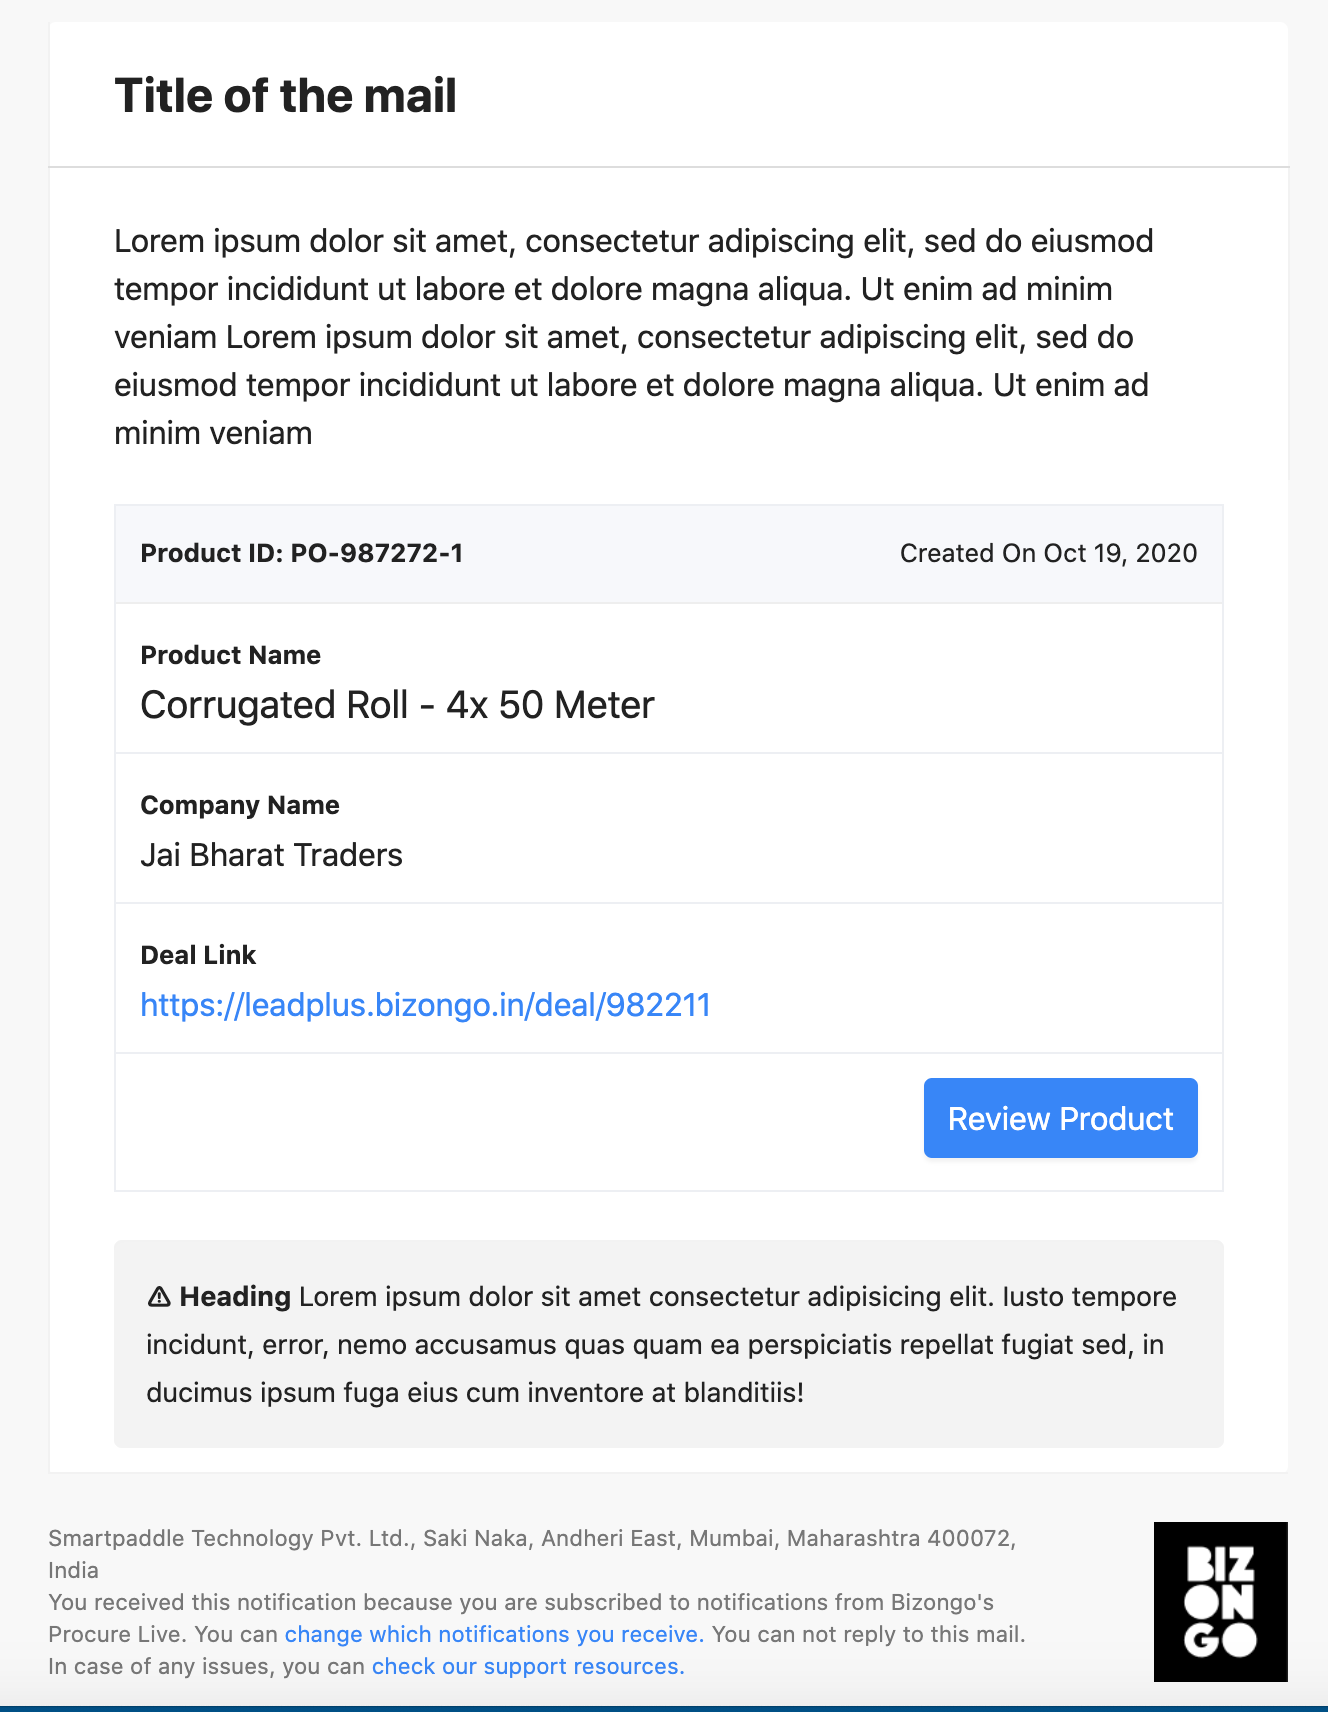 Title of the mail
Lorem ipsum dolor sit amet, consectetur adipiscing elit, sed do eiusmod
tempor incididunt ut labore et dolore magna aliqua. Ut enim ad minim
veniam Lorem ipsum dolor sit amet, consectetur adipiscing elit, sed do
eiusmod tempor incididunt ut labore et dolore magna aliqua. Ut enim ad
minim veniam
Product ID: PO-987272-1 Created On Oct 19, 2020
Product Name
Corrugated Roll - 4x 50 Meter
Company Name
Jai Bharat Traders
Deal Link
https://leadplus.bizongo.in/deal/982211
Review Product
⚠ Heading Lorem ipsum dolor sit amet consectetur adipisicing elit. Iusto tempore
incidunt, error, nemo accusamus quas quam ea perspiciatis repellat fugiat sed, in
ducimus ipsum fuga eius cum inventore at blanditiis!
Smartpaddle Technology Pvt. Ltd., Saki Naka, Andheri East, Mumbai, Maharashtra 400072,
India
You received this notification because you are subscribed to notifications from Bizongo's
Procure Live. You can change which notifications you receive. You can not reply to this mail.
In case of any issues, you can check our support resources.
BIZ
ON
GO